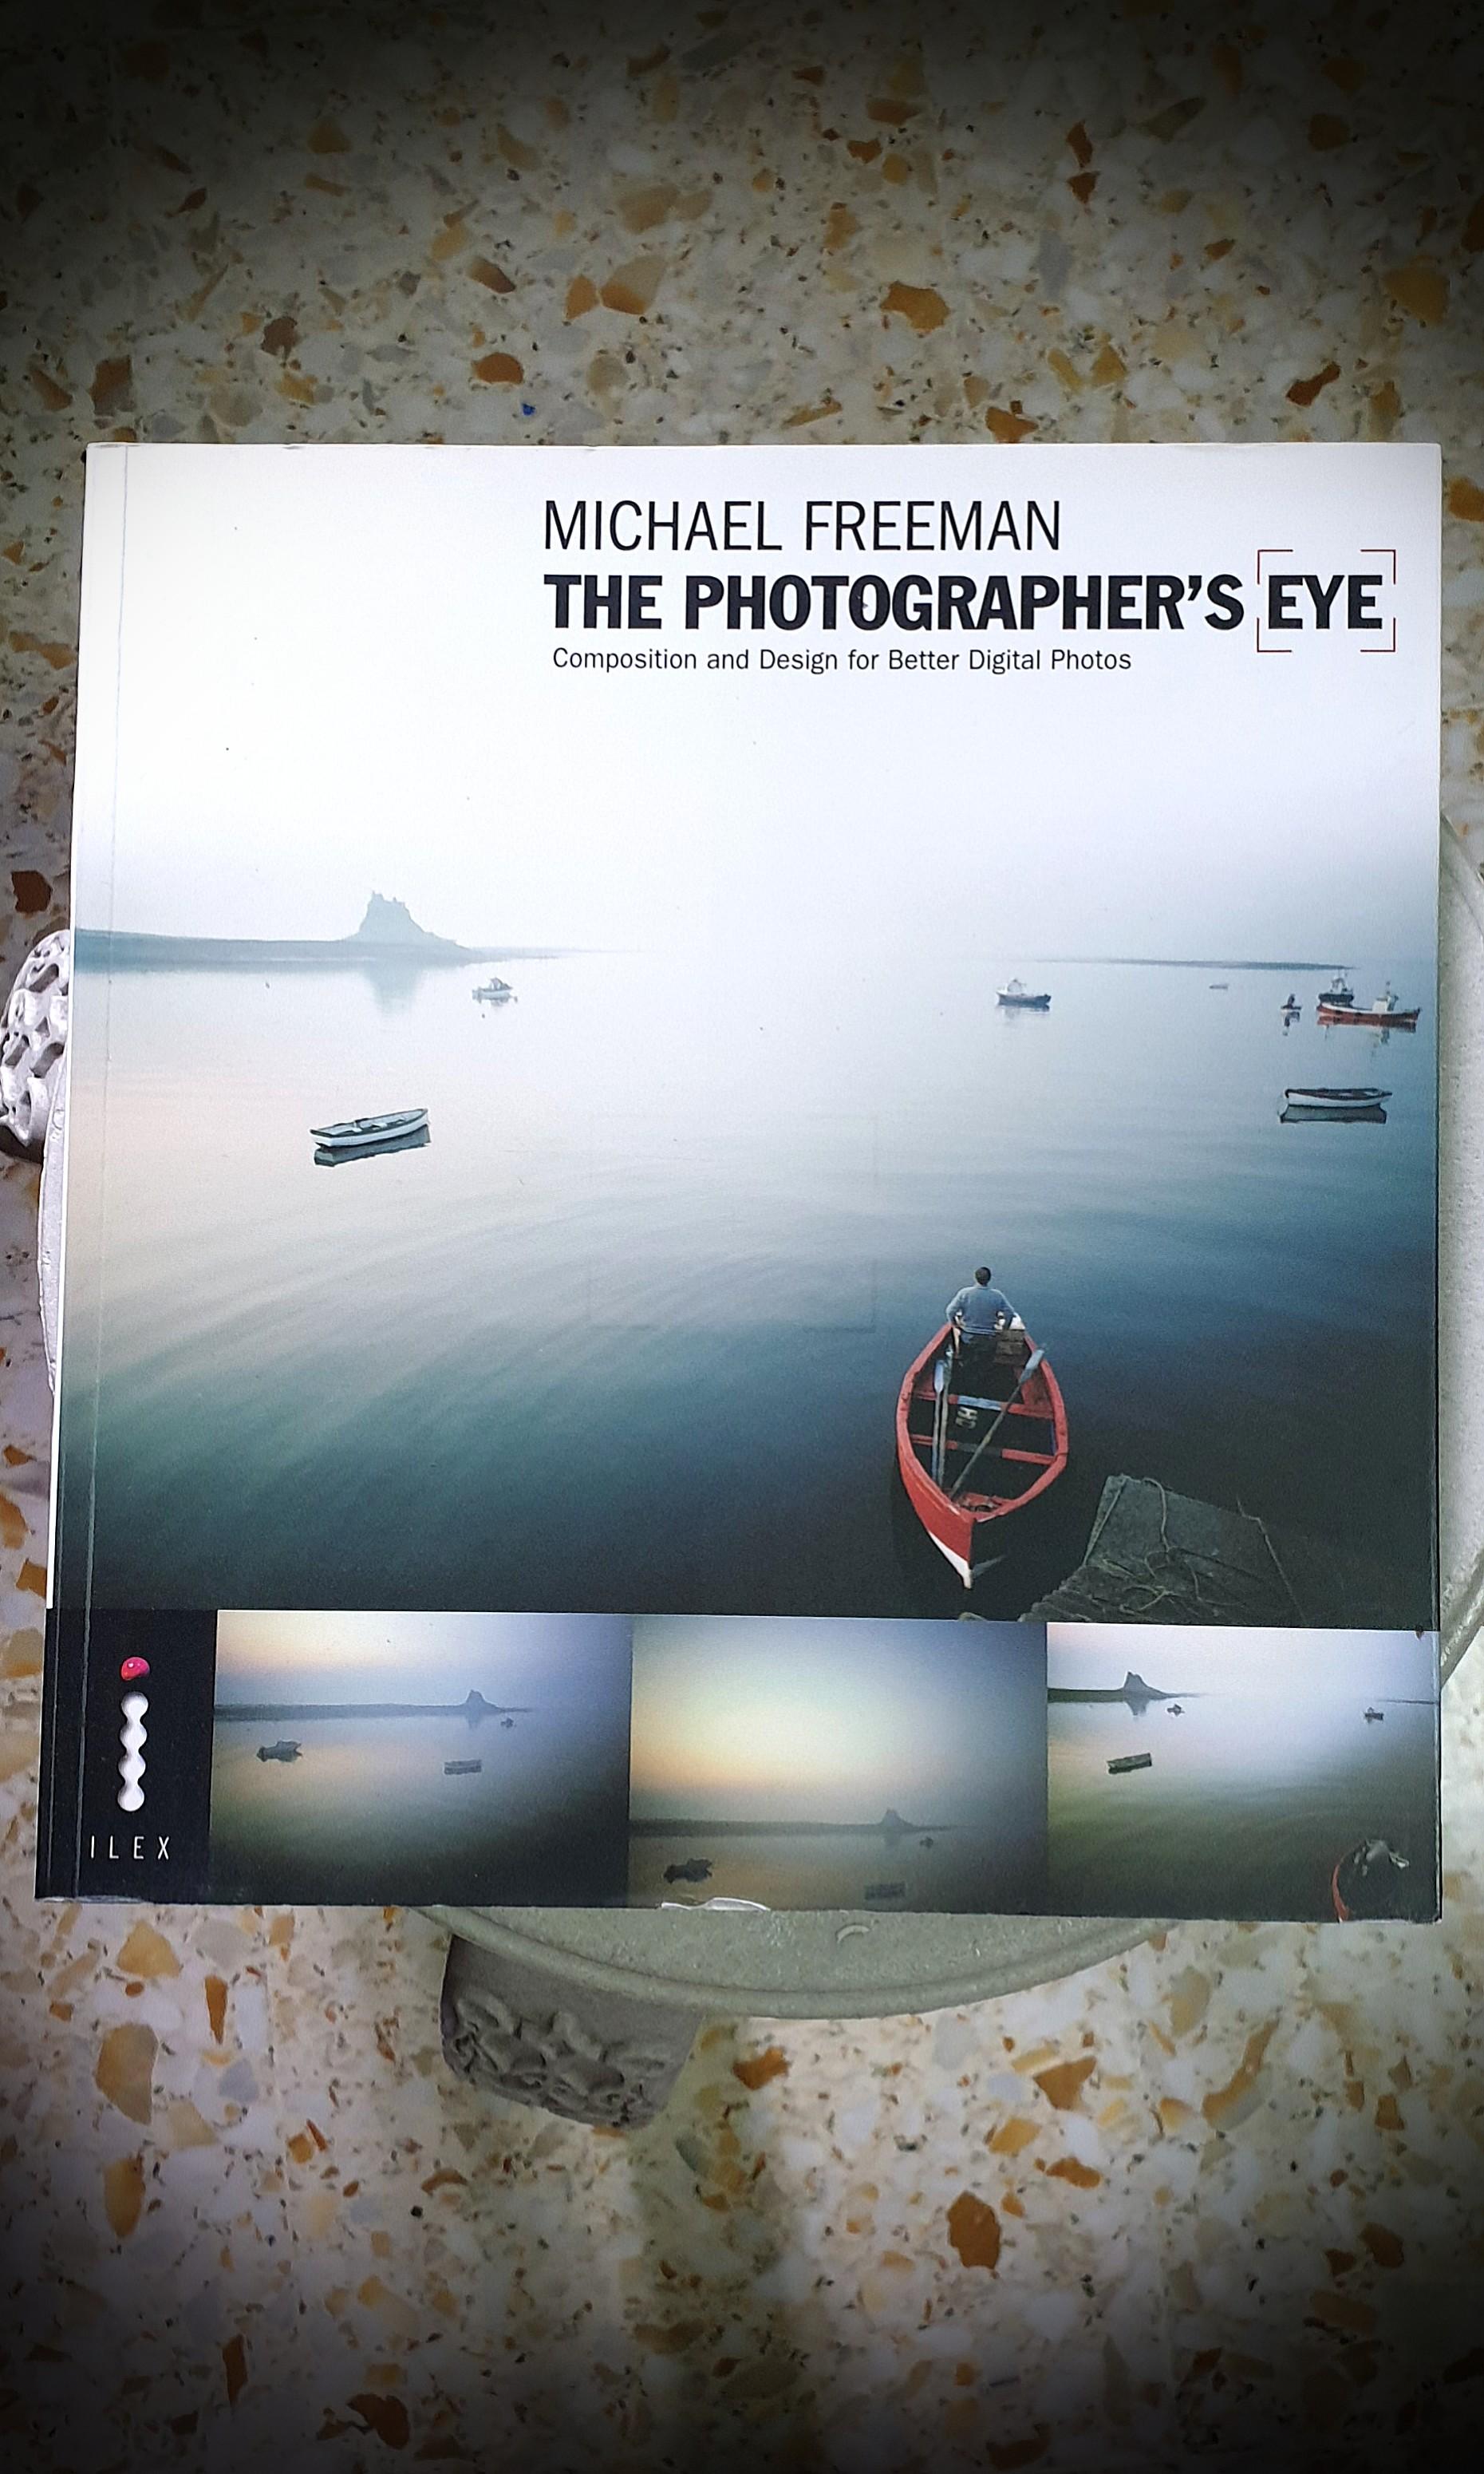 MICHAEL FREEMAN
THE PHOTOGRAPHER'S EYE
Composition and Design for Better Digital Photos
ILEX